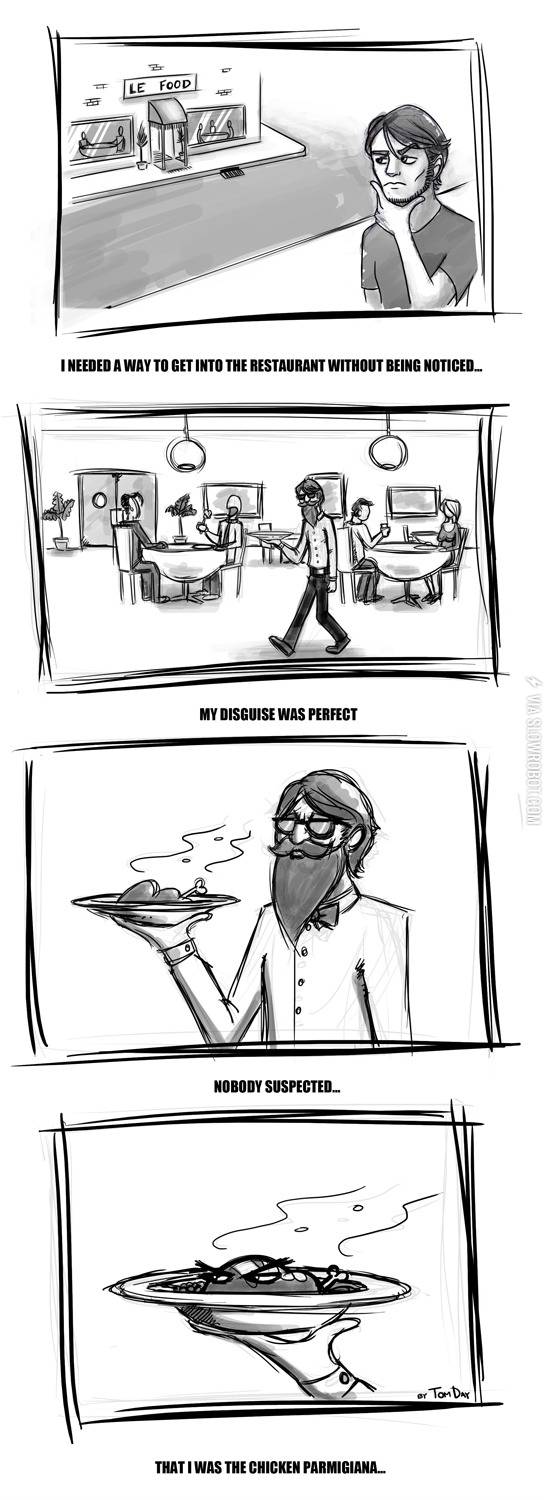 LE FOOD
I NEEDED A WAY TO GET INTO THE RESTAURANT WITHOUT BEING NOTICED...
MY DISGUISE WAS PERFECT
VIA SLOWROBOT.COM
NOBODY SUSPECTED...
BY TOM DAY
THAT I WAS THE CHICKEN PARMIGIANA...